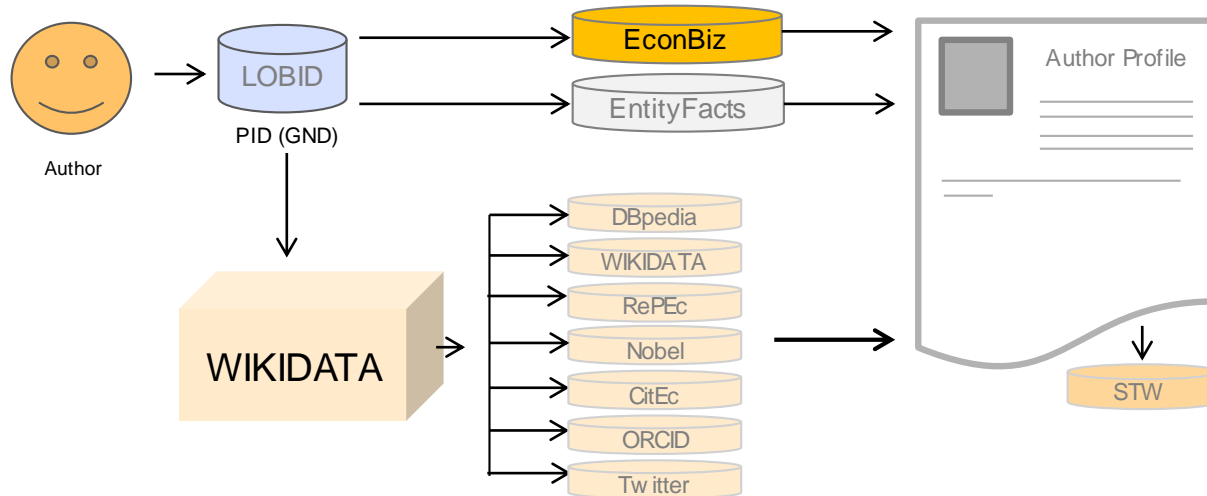 EconBiz
LOBID
Author Profile
EntityFacts
PID (GND)
Author
DBpedia
WIKIDATA
RePEc
WIKIDATA
Nobel
STW
CitEc
ORCID
Twitter